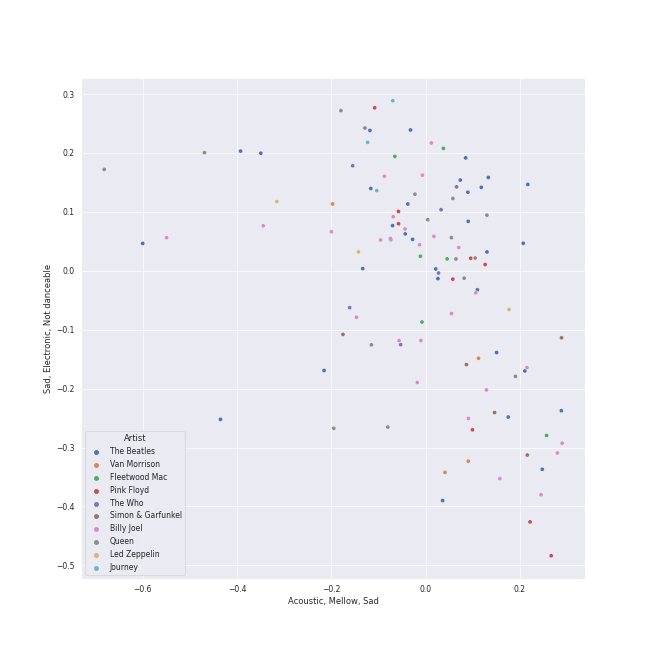 0.3
0.2
0.1
0.0
−0.1
−0.2
−0.3
−0.4
−0.5
Sad, Electronic, Not danceable
Artist
The Beatles
Van Morrison
Fleetwood Mac
Pink Floyd
The Who
Simon & Garfunkel
Billy Joel
Queen
Led Zeppelin
Journey
−0.6 −0.4 −0.2 0.0 0.2
Acoustic, Mellow, Sad